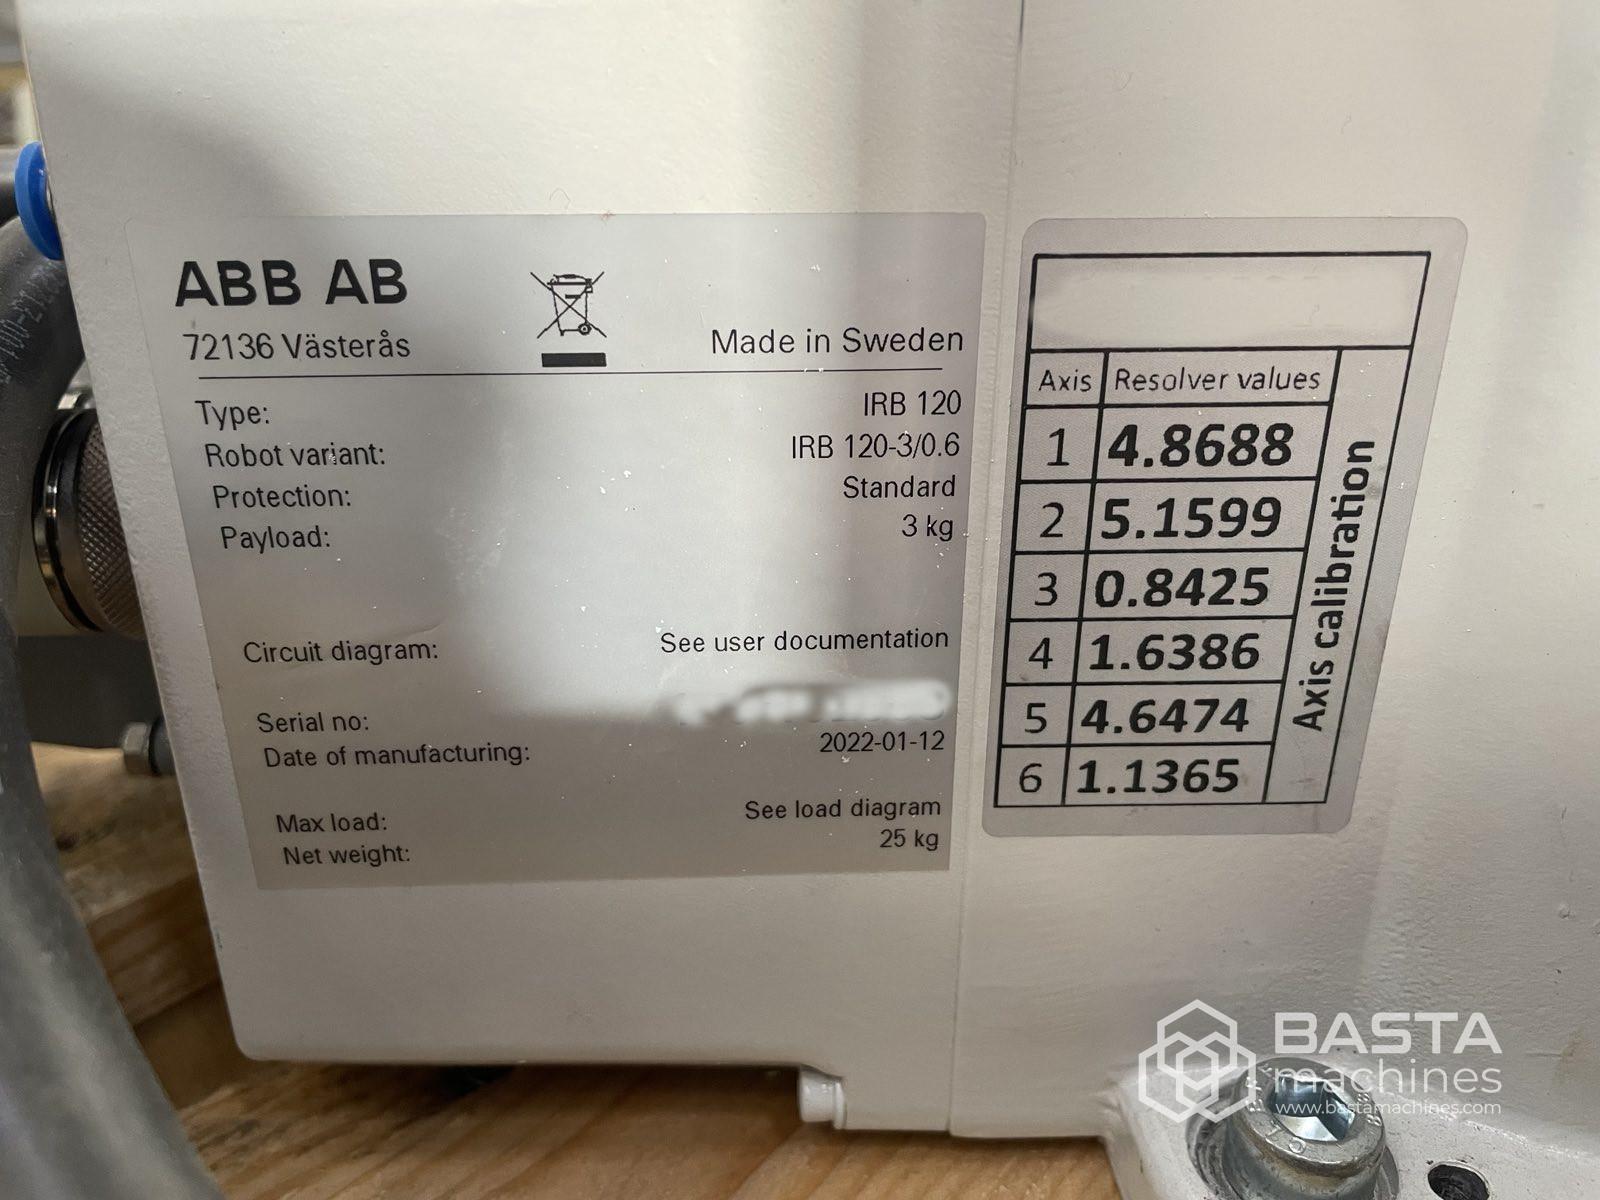 ABB AB
72136 Västerås
Made in Sweden
Type: IRB 120
Robot variant: IRB 120-3/0.6
Protection: Standard
Payload: 3 kg
Circuit diagram: See user documentation
Serial no:
Date of manufacturing: 2022-01-12
Max load: See load diagram
Net weight: 25 kg
Axis Resolver values
1 4.8688
2 5.1599
3 0.8425
4 1.6386
5 4.6474
6 1.1365
Axis calibration
BASTA
machines
www.bastamachines.com